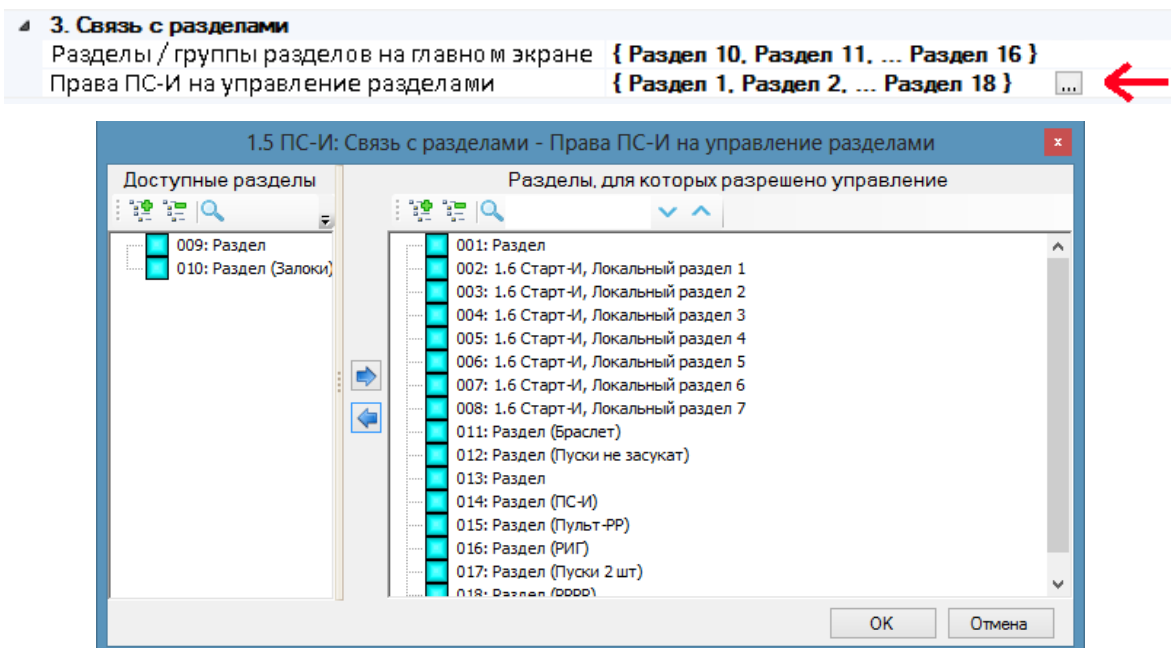 3. Связь с разделами
Разделы / группы разделов на главном экране { Раздел 10, Раздел 11, ... Раздел 16 }
Права ПС-И на управление разделами { Раздел 1, Раздел 2, ... Раздел 18 } ...
1.5 ПС-И: Связь с разделами - Права ПС-И на управление разделами x
Доступные разделы
009: Раздел
010: Раздел (Залоки)
Разделы, для которых разрешено управление
001: Раздел
002: 1.6 Старт-И, Локальный раздел 1
003: 1.6 Старт-И, Локальный раздел 2
004: 1.6 Старт-И, Локальный раздел 3
005: 1.6 Старт-И, Локальный раздел 4
006: 1.6 Старт-И, Локальный раздел 5
007: 1.6 Старт-И, Локальный раздел 6
008: 1.6 Старт-И, Локальный раздел 7
011: Раздел (Браслет)
012: Раздел (Пуски не засукат)
013: Раздел
014: Раздел (ПС-И)
015: Раздел (Пульт-РР)
016: Раздел (РИГ)
017: Раздел (Пуски 2 шт)
018: Раздел (РРРР)
OK Отмена